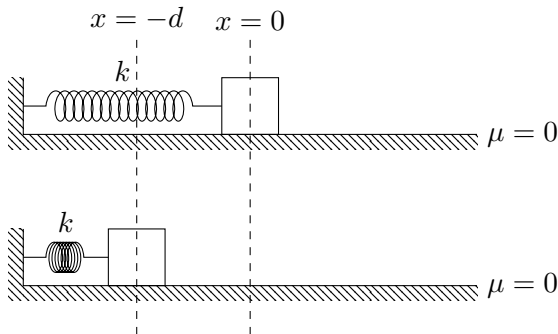 x = −d x = 0
k
μ = 0
k
μ = 0